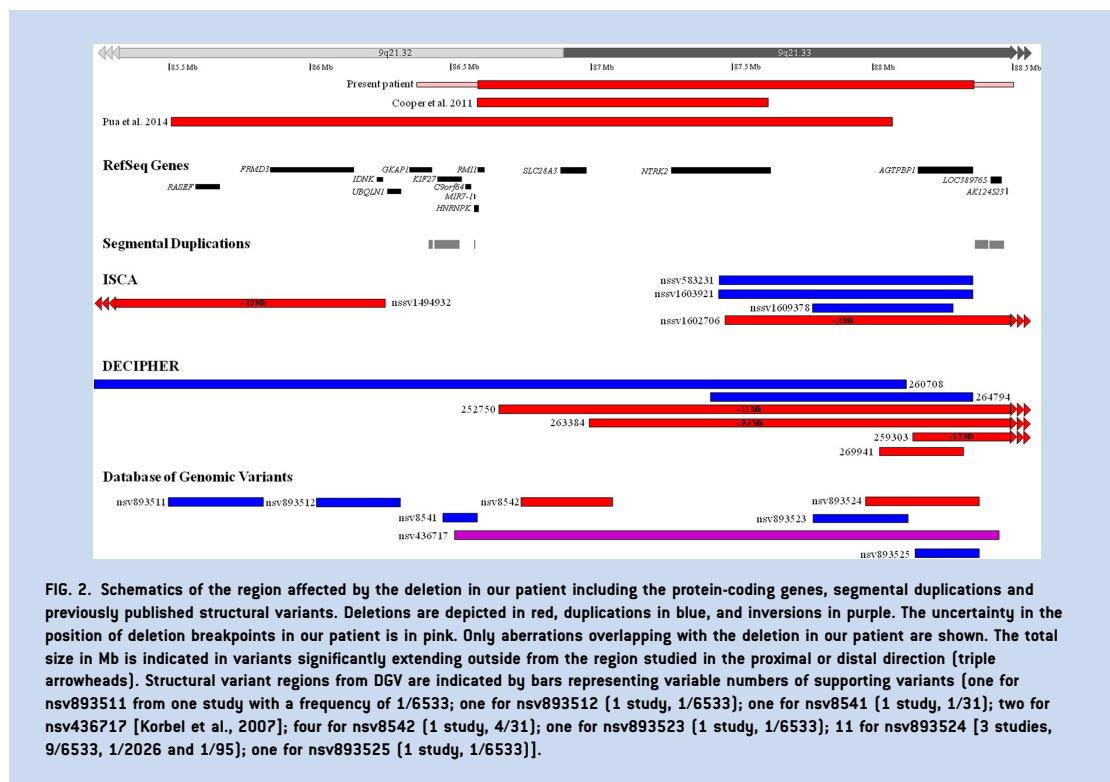 9q21.32 9q21.33
85.5 Mb 86 Mb 86.5 Mb 87 Mb 87.5 Mb 88 Mb 88.5 Mb
Present patient
Cooper et al. 2011
Pua et al. 2014
RefSeq Genes
FRMD3 GKAP1 RMI1 SLC28A3 NTRK2 AGTPBP1
IDNK KIF27 LOC389765
RASEF C9orf64
UBQLN1 AK124523
MIR7-1
HNRNPK
Segmental Duplications
ISCA
nssv583231
nssv1603921
~15 Mb nssv1494932
nssv1609378
nssv1602706 ~2 Mb
DECIPHER
260708
264794
252750 ~11 Mb
263384 ~9.4 Mb
259303 ~1.7 Mb
269941
Database of Genomic Variants
nsv893511 nsv893512 nsv8542 nsv893524
nsv8541 nsv893523
nsv436717
nsv893525
FIG. 2. Schematics of the region affected by the deletion in our patient including the protein-coding genes, segmental duplications and
previously published structural variants. Deletions are depicted in red, duplications in blue, and inversions in purple. The uncertainty in the
position of deletion breakpoints in our patient is in pink. Only aberrations overlapping with the deletion in our patient are shown. The total
size in Mb is indicated in variants significantly extending outside from the region studied in the proximal or distal direction (triple
arrowheads). Structural variant regions from DGV are indicated by bars representing variable numbers of supporting variants (one for
nsv893511 from one study with a frequency of 1/6533; one for nsv893512 (1 study, 1/6533); one for nsv8541 (1 study, 1/31); two for
nsv436717 [Korbel et al., 2007]; four for nsv8542 (1 study, 4/31); one for nsv893523 (1 study, 1/6533); 11 for nsv893524 [3 studies,
9/6533, 1/2026 and 1/95); one for nsv893525 (1 study, 1/6533)].